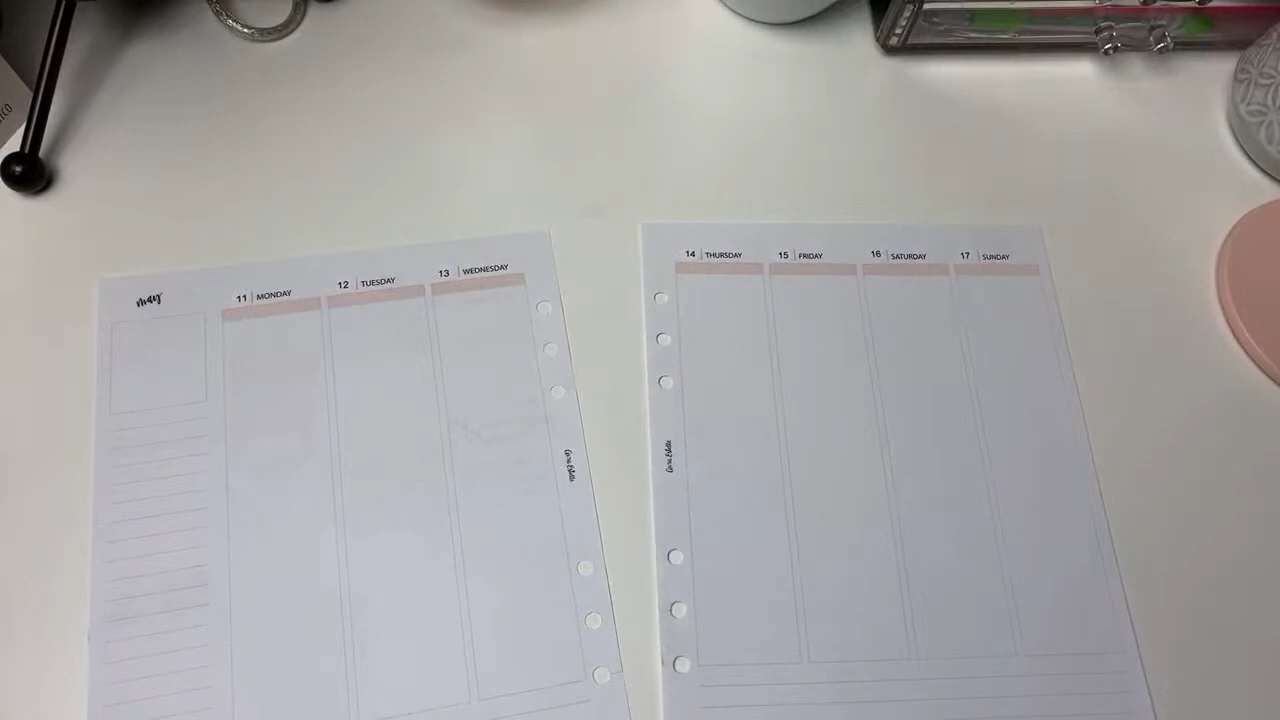 may
11 MONDAY
12 TUESDAY
13 WEDNESDAY
14 THURSDAY
15 FRIDAY
16 SATURDAY
17 SUNDAY